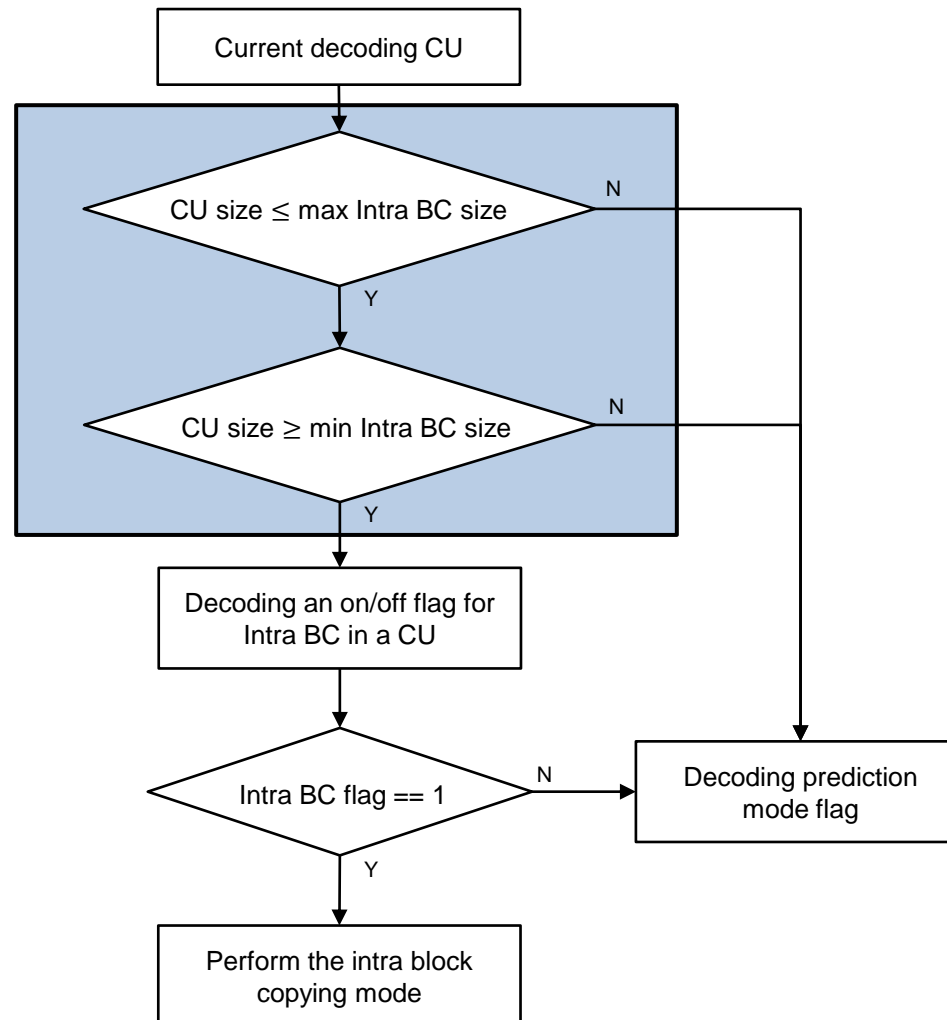 Current decoding CU
CU size ≤ max Intra BC size
N
Y
CU size ≥ min Intra BC size
N
Y
Decoding an on/off flag for
Intra BC in a CU
Intra BC flag == 1
N
Y
Decoding prediction
mode flag
Perform the intra block
copying mode